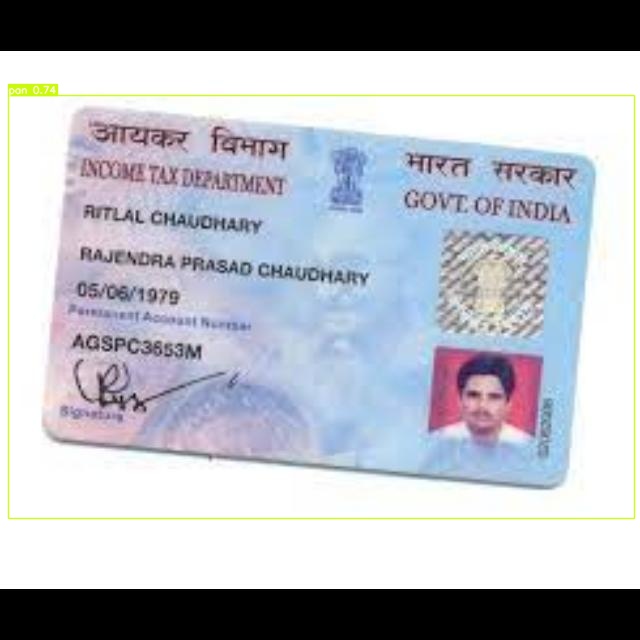 pan 0.74
आयकर विभाग
भारत सरकार
INCOME TAX DEPARTMENT
GOVT. OF INDIA
RITLAL CHAUDHARY
RAJENDRA PRASAD CHAUDHARY
05/06/1979
Permanent Account Number
AGSPC3653M
Signature